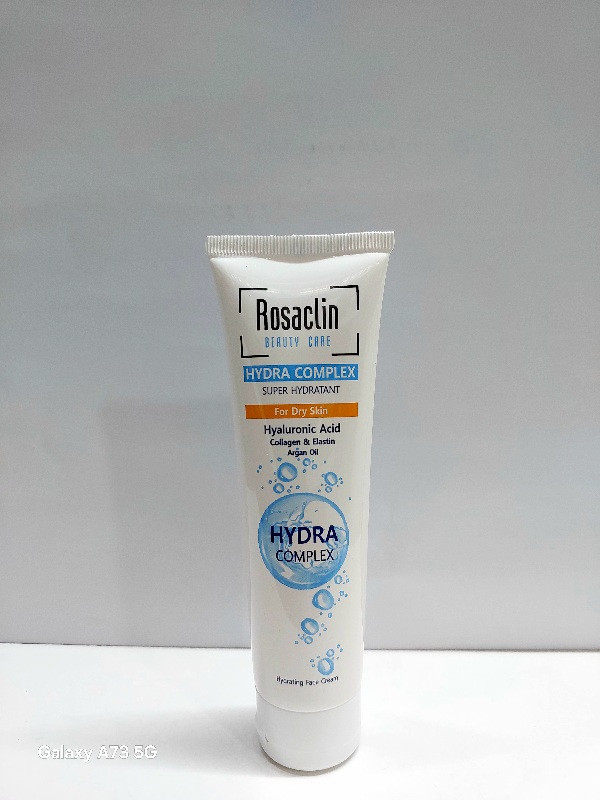 Rosaclin
BEAUTY CARE
HYDRA COMPLEX
SUPER HYDRATANT
For Dry Skin
Hyaluronic Acid
Collagen & Elastin
Argan Oil
HYDRA
COMPLEX
Hydrating Face Cream
Galaxy A73 5G